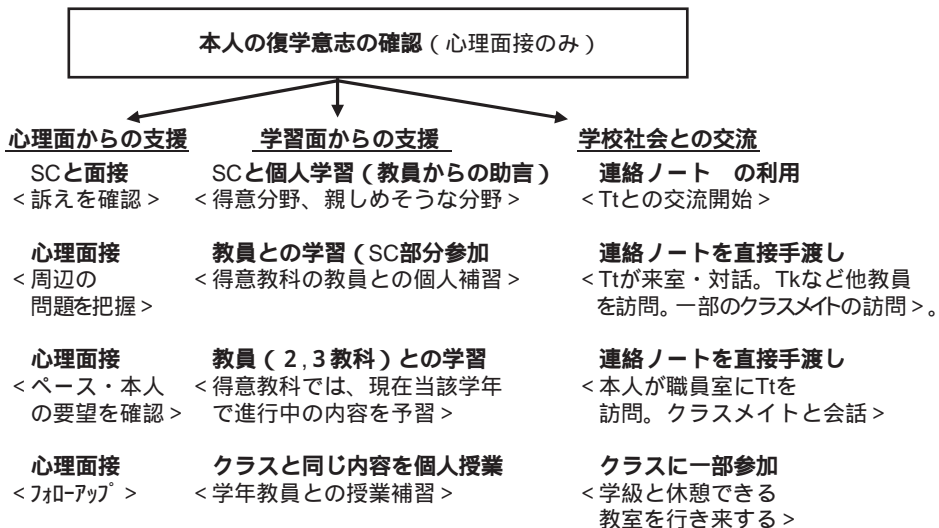 本人の復学意志の確認（心理面接のみ）
心理面からの支援
SCと面接
＜訴えを確認＞
心理面接
＜周辺の
問題を把握＞
心理面接
＜ペース・本人
の要望を確認＞
心理面接
＜ﾌｫﾛｰｱｯﾌﾟ＞
学習面からの支援
SCと個人学習（教員からの助言）
＜得意分野、親しめそうな分野＞
教員との学習（SC部分参加
＜得意教科の教員との個人補習＞
教員（２,３教科）との学習
＜得意教科では、現在当該学年
で進行中の内容を予習＞
クラスと同じ内容を個人授業
＜学年教員との授業補習＞
学校社会との交流
連絡ノート　の利用
＜Ttとの交流開始＞
連絡ノートを直接手渡し
＜Ttが来室・対話。Tkなど他教員
を訪問。一部のクラスメイトの訪問＞。
連絡ノートを直接手渡し
＜本人が職員室にTtを
訪問。クラスメイトと会話＞
クラスに一部参加
＜学級と休憩できる
教室を行き来する＞